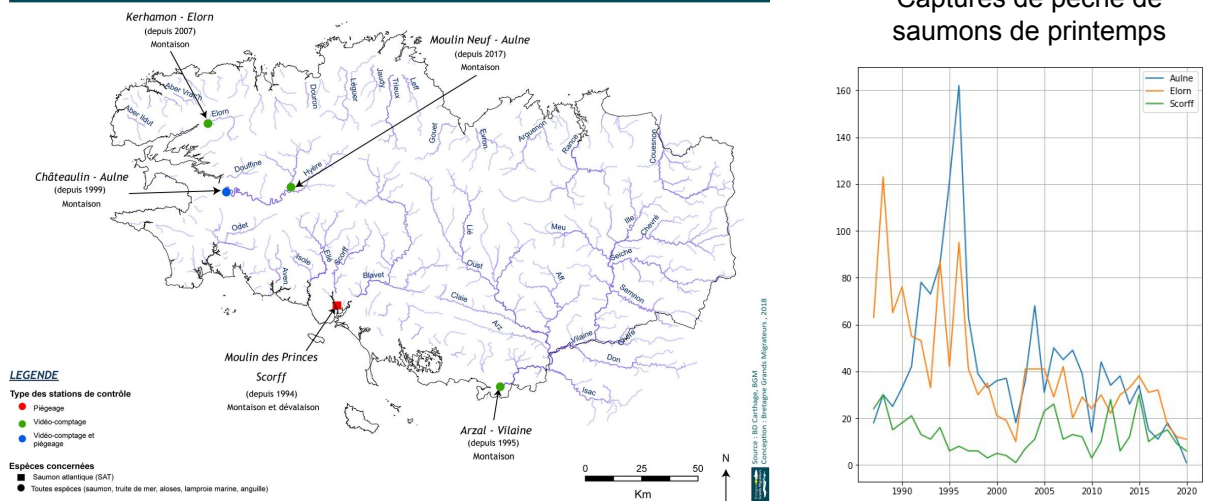 Captures de pêche de
saumons de printemps
Kerhamon - Elorn
(depuis 2007)
Montaison
Moulin Neuf - Aulne
(depuis 2017)
Montaison
Châteaulin - Aulne
(depuis 1999)
Montaison
Moulin des Princes
Scorff
(depuis 1994)
Montaison et dévalaison
Arzal - Vilaine
(depuis 1995)
Montaison
Aber Vrach
Aber Ildut
Elorn
Douron
Léguer
Jaudy
Trieux
Leff
Gouet
Evron
Arguenon
Rance
Couesnon
Douffine
Hyère
Odet
Aven
Isole
Ellé
Scorff
Blavet
Lié
Oust
Claie
Arz
Meu
Aff
Ille
Chevré
Seiche
Semnon
Vilaine
Chère
Don
Isac
LEGENDE
Type des stations de contrôle
Piégeage
Vidéo-comptage
Vidéo-comptage et
piégeage
Espèces concernées
Saumon atlantique (SAT)
Toutes espèces (saumon, truite de mer, aloses, lamproie marine, anguille)
0 25 50
Km
N
Source : BD Carthage, BGM
Conception : Bretagne Grands Migrateurs, 2018
Aulne
Elorn
Scorff
160
140
120
100
80
60
40
20
0
1990 1995 2000 2005 2010 2015 2020